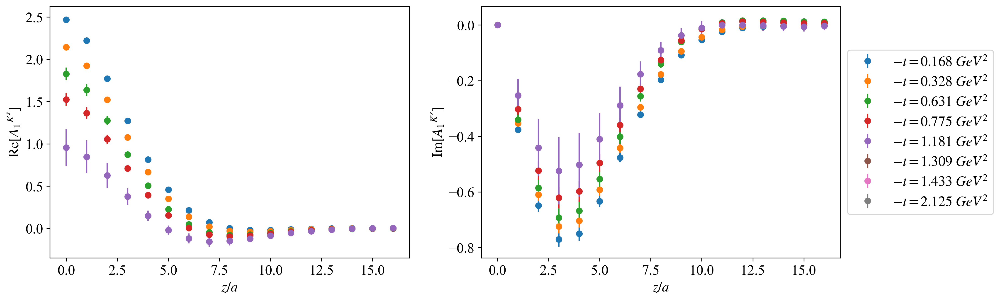 Re[A₁ᴷˢ]
2.5
2.0
1.5
1.0
0.5
0.0
0.0 2.5 5.0 7.5 10.0 12.5 15.0
z/a
Im[A₁ᴷˢ]
0.0
−0.2
−0.4
−0.6
−0.8
0.0 2.5 5.0 7.5 10.0 12.5 15.0
z/a
−t = 0.168 GeV²
−t = 0.328 GeV²
−t = 0.631 GeV²
−t = 0.775 GeV²
−t = 1.181 GeV²
−t = 1.309 GeV²
−t = 1.433 GeV²
−t = 2.125 GeV²